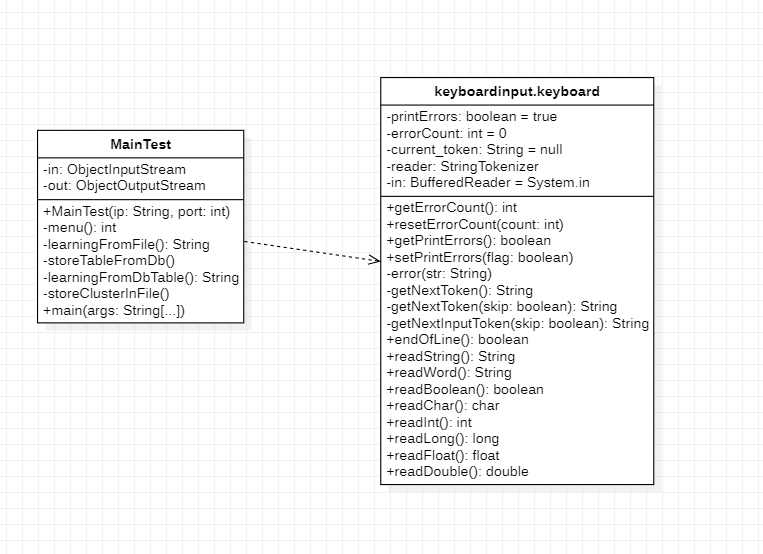 MainTest
-in: ObjectInputStream
-out: ObjectOutputStream
+MainTest(ip: String, port: int)
-menu(): int
-learningFromFile(): String
-storeTableFromDb()
-learningFromDbTable(): String
-storeClusterInFile()
+main(args: String[...])
keyboardinput.keyboard
-printErrors: boolean = true
-errorCount: int = 0
-current_token: String = null
-reader: StringTokenizer
-in: BufferedReader = System.in
+getErrorCount(): int
+resetErrorCount(count: int)
+getPrintErrors(): boolean
+setPrintErrors(flag: boolean)
-error(str: String)
-getNextToken(): String
-getNextToken(skip: boolean): String
-getNextInputToken(skip: boolean): String
+endOfLine(): boolean
+readString(): String
+readWord(): String
+readBoolean(): boolean
+readChar(): char
+readInt(): int
+readLong(): long
+readFloat(): float
+readDouble(): double